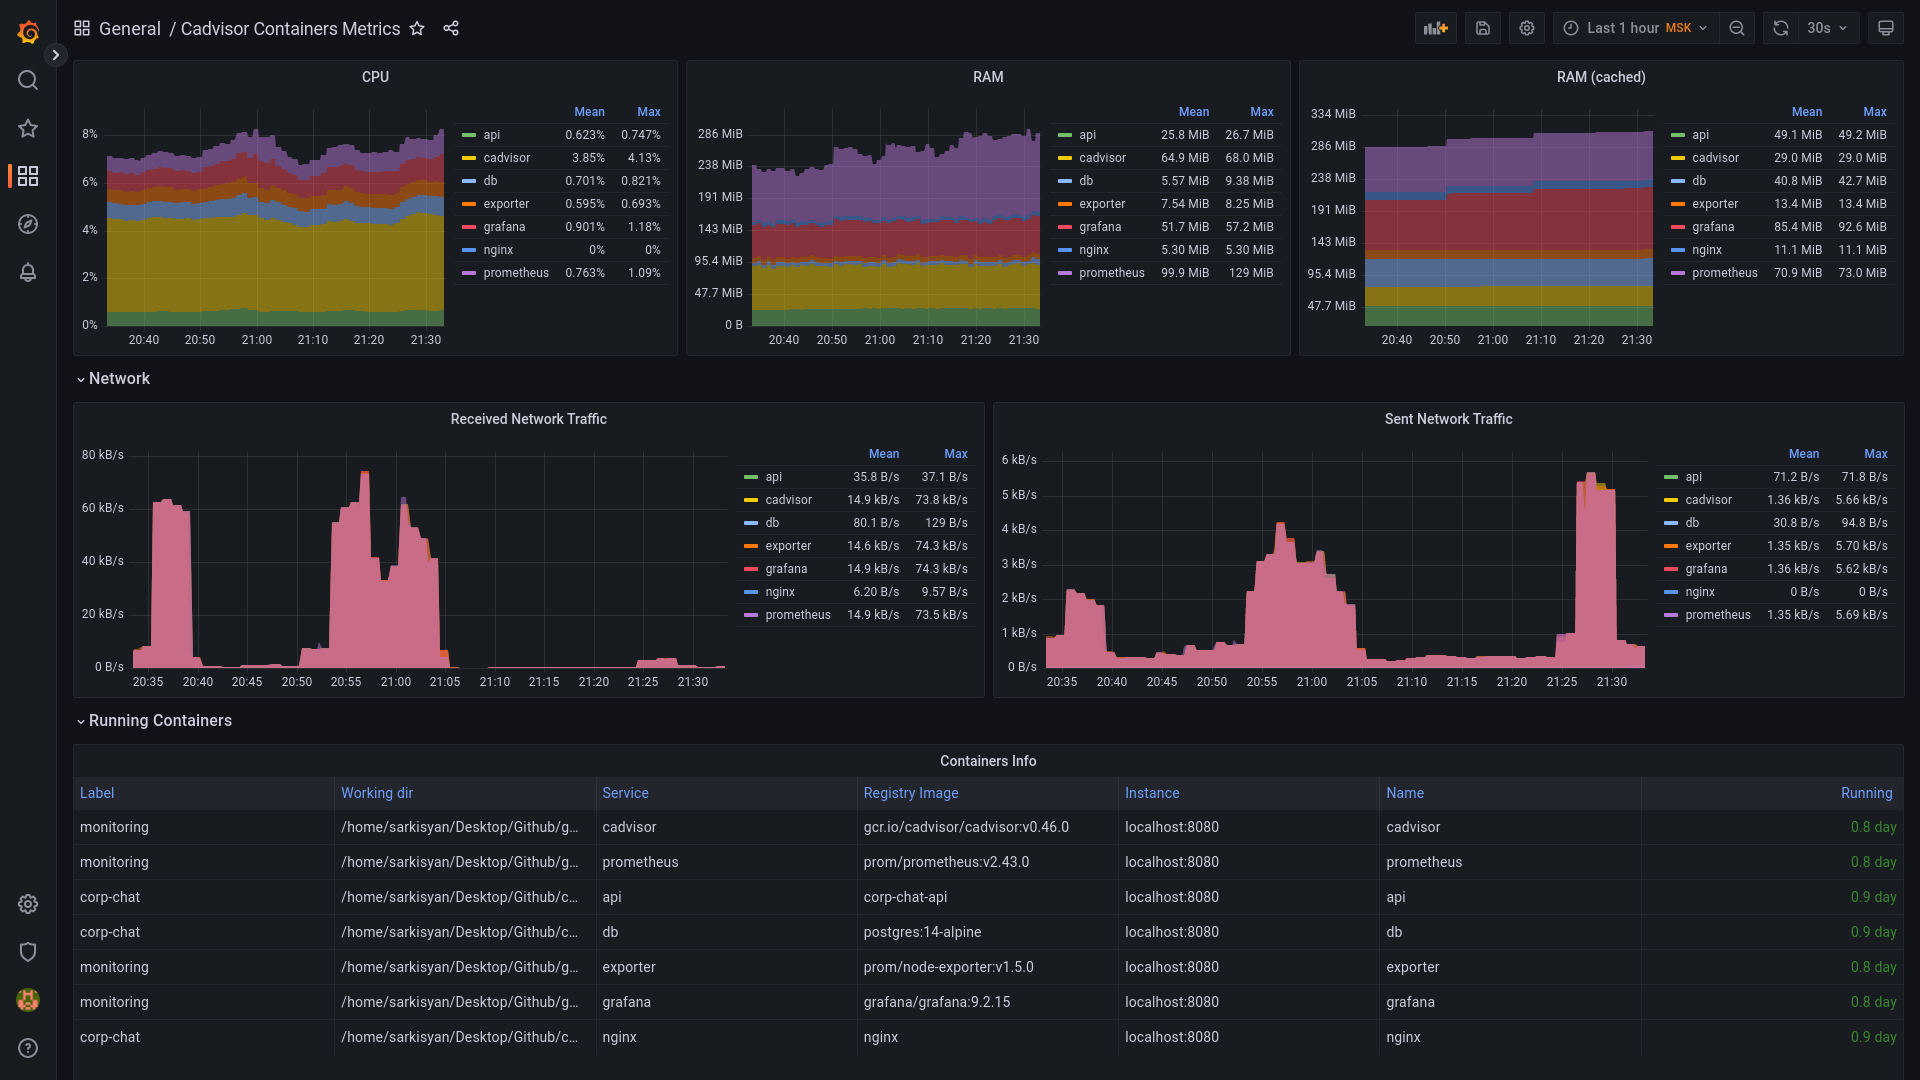 General / Cadvisor Containers Metrics
Last 1 hour MSK
30s
CPU
Mean Max
8%
6%
4%
2%
0%
20:40 20:50 21:00 21:10 21:20 21:30
api 0.623% 0.747%
cadvisor 3.85% 4.13%
db 0.701% 0.821%
exporter 0.595% 0.693%
grafana 0.901% 1.18%
nginx 0% 0%
prometheus 0.763% 1.09%
RAM
Mean Max
286 MiB
238 MiB
191 MiB
143 MiB
95.4 MiB
47.7 MiB
0 B
20:40 20:50 21:00 21:10 21:20 21:30
api 25.8 MiB 26.7 MiB
cadvisor 64.9 MiB 68.0 MiB
db 5.57 MiB 9.38 MiB
exporter 7.54 MiB 8.25 MiB
grafana 51.7 MiB 57.2 MiB
nginx 5.30 MiB 5.30 MiB
prometheus 99.9 MiB 129 MiB
RAM (cached)
Mean Max
334 MiB
286 MiB
238 MiB
191 MiB
143 MiB
95.4 MiB
47.7 MiB
20:40 20:50 21:00 21:10 21:20 21:30
api 49.1 MiB 49.2 MiB
cadvisor 29.0 MiB 29.0 MiB
db 40.8 MiB 42.7 MiB
exporter 13.4 MiB 13.4 MiB
grafana 85.4 MiB 92.6 MiB
nginx 11.1 MiB 11.1 MiB
prometheus 70.9 MiB 73.0 MiB
Network
Received Network Traffic
Mean Max
80 kB/s
60 kB/s
40 kB/s
20 kB/s
0 B/s
20:35 20:40 20:45 20:50 20:55 21:00 21:05 21:10 21:15 21:20 21:25 21:30
api 35.8 B/s 37.1 B/s
cadvisor 14.9 kB/s 73.8 kB/s
db 80.1 B/s 129 B/s
exporter 14.6 kB/s 74.3 kB/s
grafana 14.9 kB/s 74.3 kB/s
nginx 6.20 B/s 9.57 B/s
prometheus 14.9 kB/s 73.5 kB/s
Sent Network Traffic
Mean Max
6 kB/s
5 kB/s
4 kB/s
3 kB/s
2 kB/s
1 kB/s
0 B/s
20:35 20:40 20:45 20:50 20:55 21:00 21:05 21:10 21:15 21:20 21:25 21:30
api 71.2 B/s 71.8 B/s
cadvisor 1.36 kB/s 5.66 kB/s
db 30.8 B/s 94.8 B/s
exporter 1.35 kB/s 5.70 kB/s
grafana 1.36 kB/s 5.62 kB/s
nginx 0 B/s 0 B/s
prometheus 1.35 kB/s 5.69 kB/s
Running Containers
Containers Info
Label Working dir Service Registry Image Instance Name Running
monitoring /home/sarkisyan/Desktop/Github/g... cadvisor gcr.io/cadvisor/cadvisor:v0.46.0 localhost:8080 cadvisor 0.8 day
monitoring /home/sarkisyan/Desktop/Github/g... prometheus prom/prometheus:v2.43.0 localhost:8080 prometheus 0.8 day
corp-chat /home/sarkisyan/Desktop/Github/c... api corp-chat-api localhost:8080 api 0.9 day
corp-chat /home/sarkisyan/Desktop/Github/c... db postgres:14-alpine localhost:8080 db 0.9 day
monitoring /home/sarkisyan/Desktop/Github/g... exporter prom/node-exporter:v1.5.0 localhost:8080 exporter 0.8 day
monitoring /home/sarkisyan/Desktop/Github/g... grafana grafana/grafana:9.2.15 localhost:8080 grafana 0.8 day
corp-chat /home/sarkisyan/Desktop/Github/c... nginx nginx localhost:8080 nginx 0.9 day